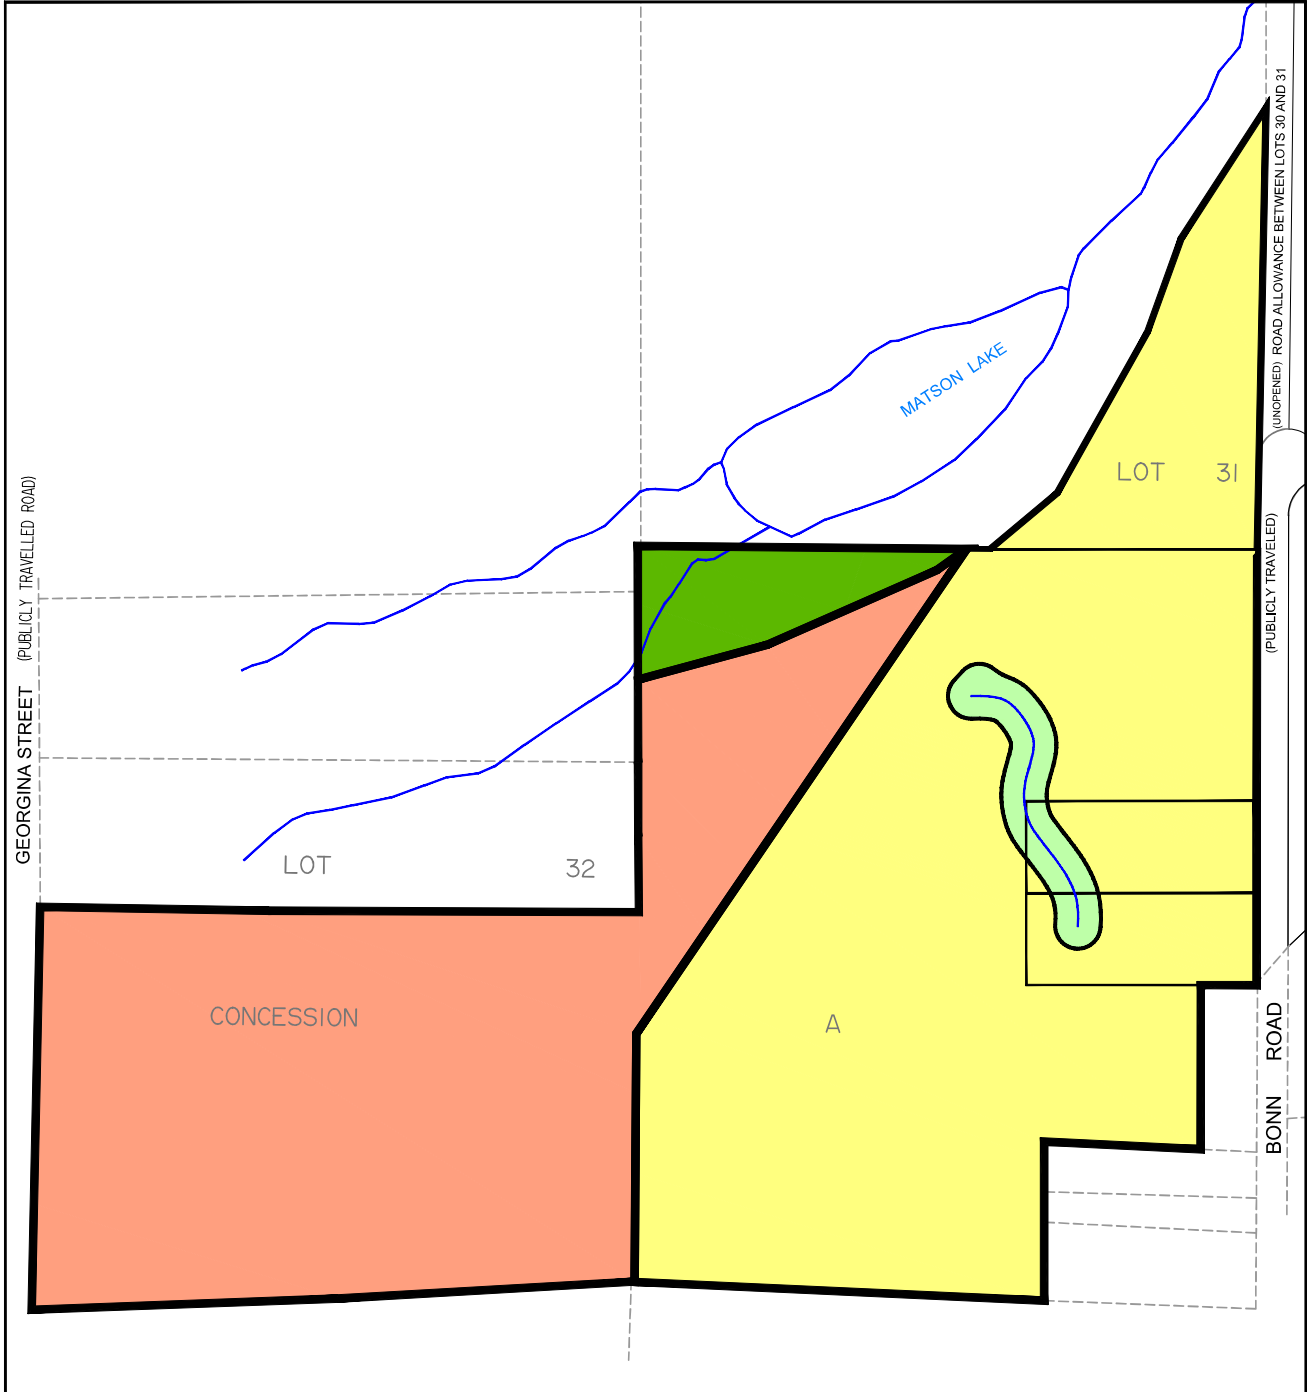 (UNOPENED) ROAD ALLOWANCE BETWEEN LOTS 30 AND 31
MATSON LAKE
LOT 31
GEORGINA STREET (PUBLICLY TRAVELLED ROAD)
(PUBLICLY TRAVELED)
LOT 32
CONCESSION A
BONN ROAD